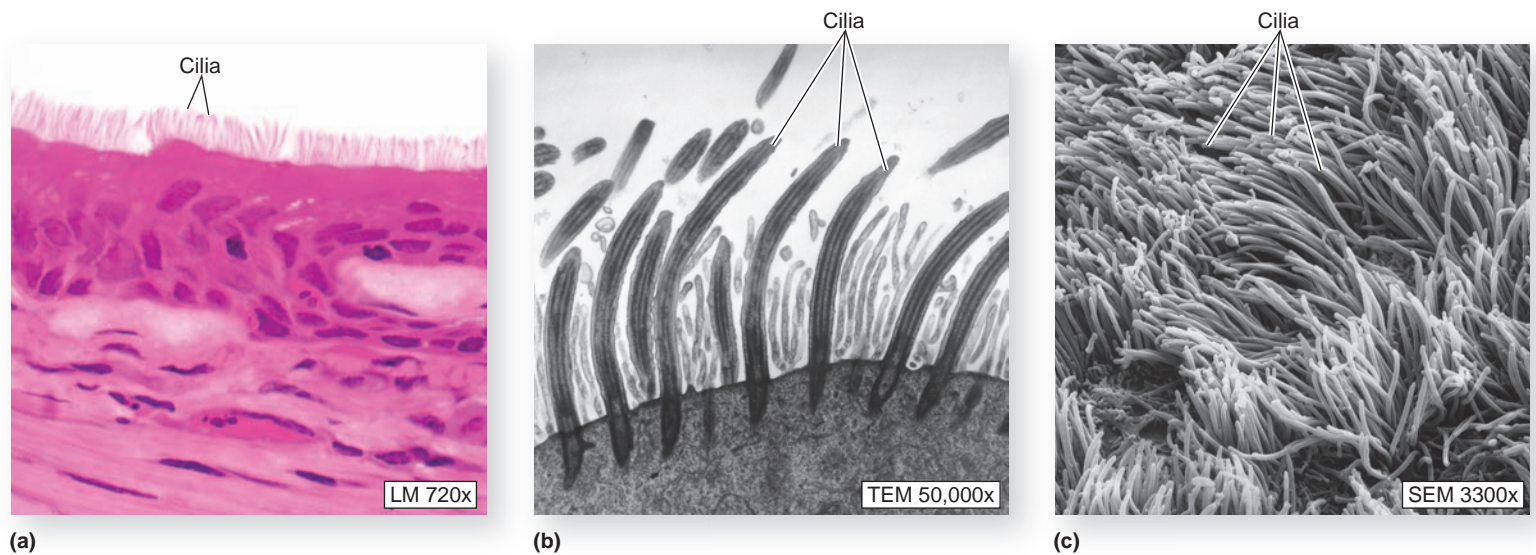 Cilia
Cilia
Cilia
LM 720x
TEM 50,000x
SEM 3300x
(a)
(b)
(c)